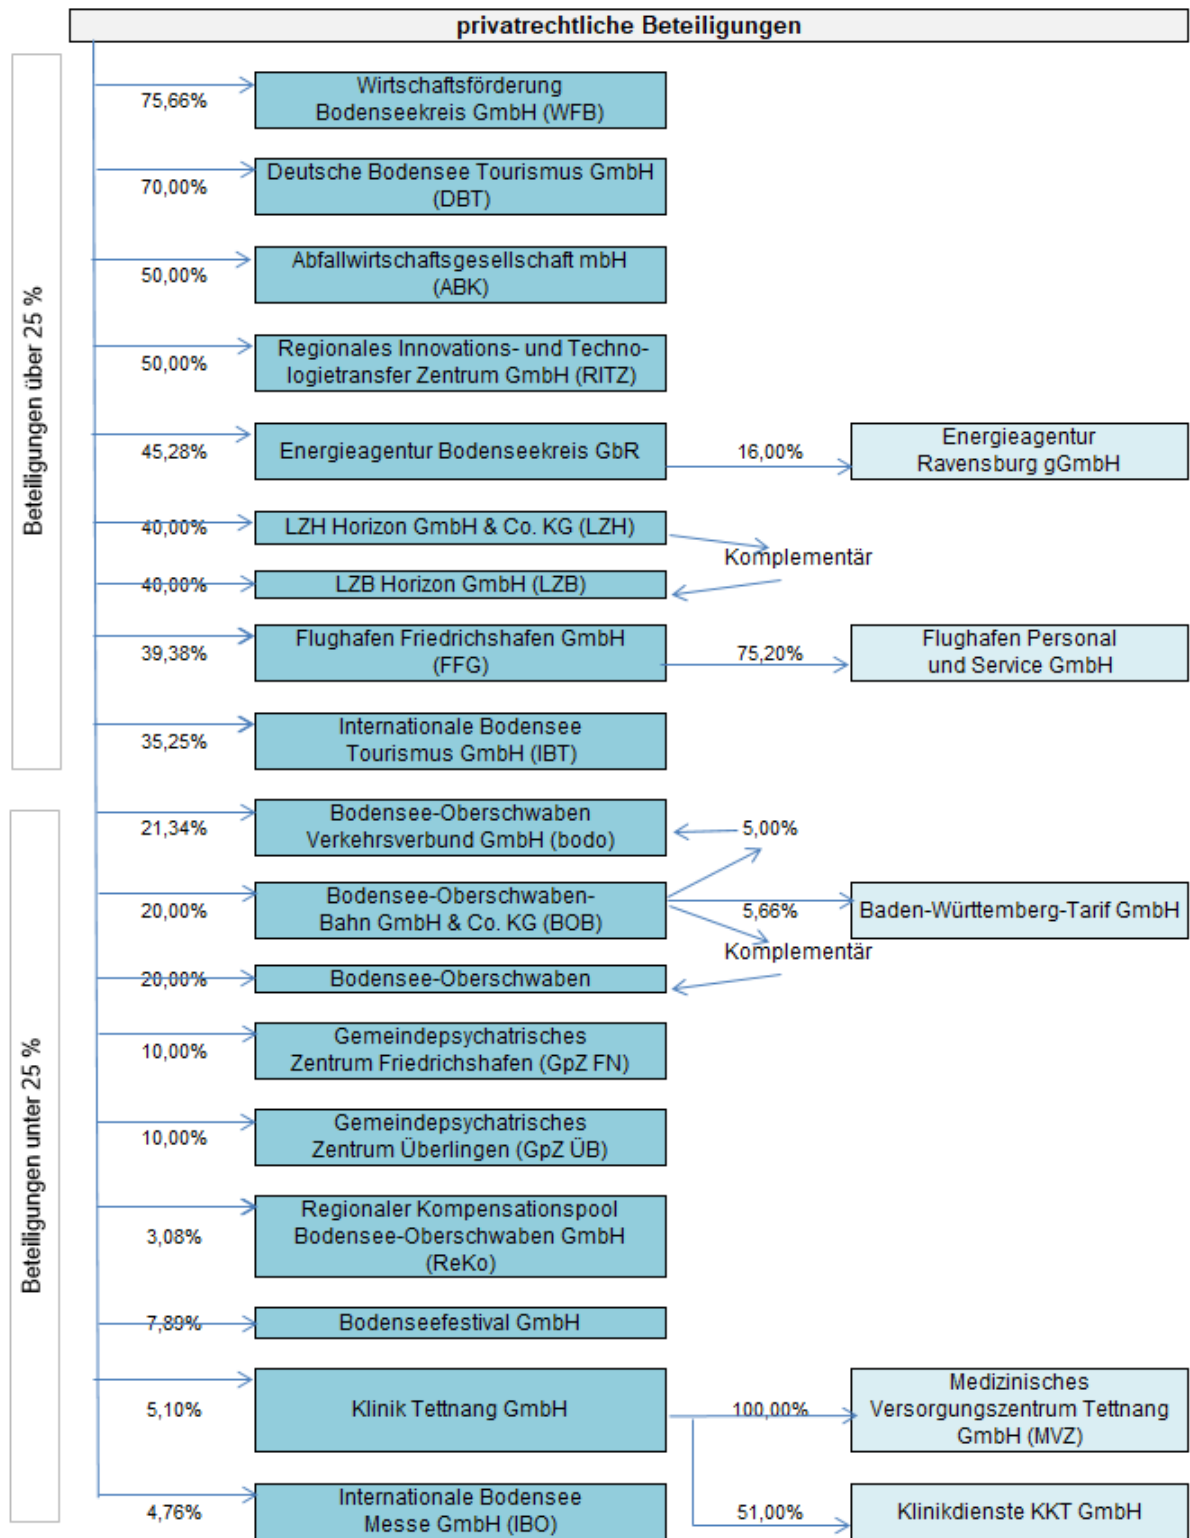 privatrechtliche Beteiligungen
Beteiligungen über 25 %
75,66%
Wirtschaftsförderung
Bodenseekreis GmbH (WFB)
70,00%
Deutsche Bodensee Tourismus GmbH
(DBT)
50,00%
Abfallwirtschaftsgesellschaft mbH
(ABK)
50,00%
Regionales Innovations- und Techno-
logietransfer Zentrum GmbH (RITZ)
45,28%
Energieagentur Bodenseekreis GbR
16,00%
Energieagentur
Ravensburg gGmbH
40,00%
LZH Horizon GmbH & Co. KG (LZH)
Komplementär
40,00%
LZB Horizon GmbH (LZB)
39,38%
Flughafen Friedrichshafen GmbH
(FFG)
75,20%
Flughafen Personal
und Service GmbH
35,25%
Internationale Bodensee
Tourismus GmbH (IBT)
Beteiligungen unter 25 %
21,34%
Bodensee-Oberschwaben
Verkehrsverbund GmbH (bodo)
5,00%
20,00%
Bodensee-Oberschwaben-
Bahn GmbH & Co. KG (BOB)
5,66%
Baden-Württemberg-Tarif GmbH
Komplementär
20,00%
Bodensee-Oberschwaben
10,00%
Gemeindepsychatrisches
Zentrum Friedrichshafen (GpZ FN)
10,00%
Gemeindepsychatrisches
Zentrum Überlingen (GpZ ÜB)
3,08%
Regionaler Kompensationspool
Bodensee-Oberschwaben GmbH
(ReKo)
7,89%
Bodenseefestival GmbH
5,10%
Klinik Tettnang GmbH
100,00%
Medizinisches
Versorgungszentrum Tettnang
GmbH (MVZ)
4,76%
Internationale Bodensee
Messe GmbH (IBO)
51,00%
Klinikdienste KKT GmbH